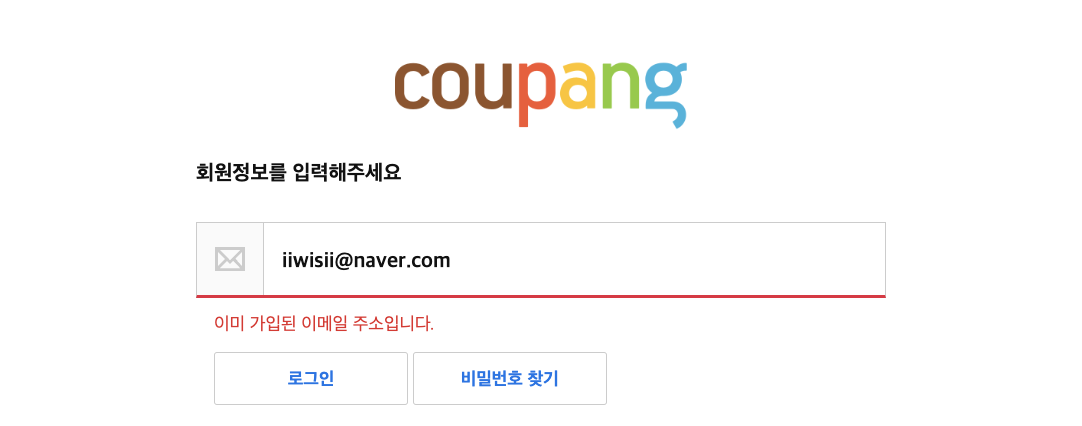 coupang
회원정보를 입력해주세요
iiwisii@naver.com
이미 가입된 이메일 주소입니다.
로그인 비밀번호 찾기